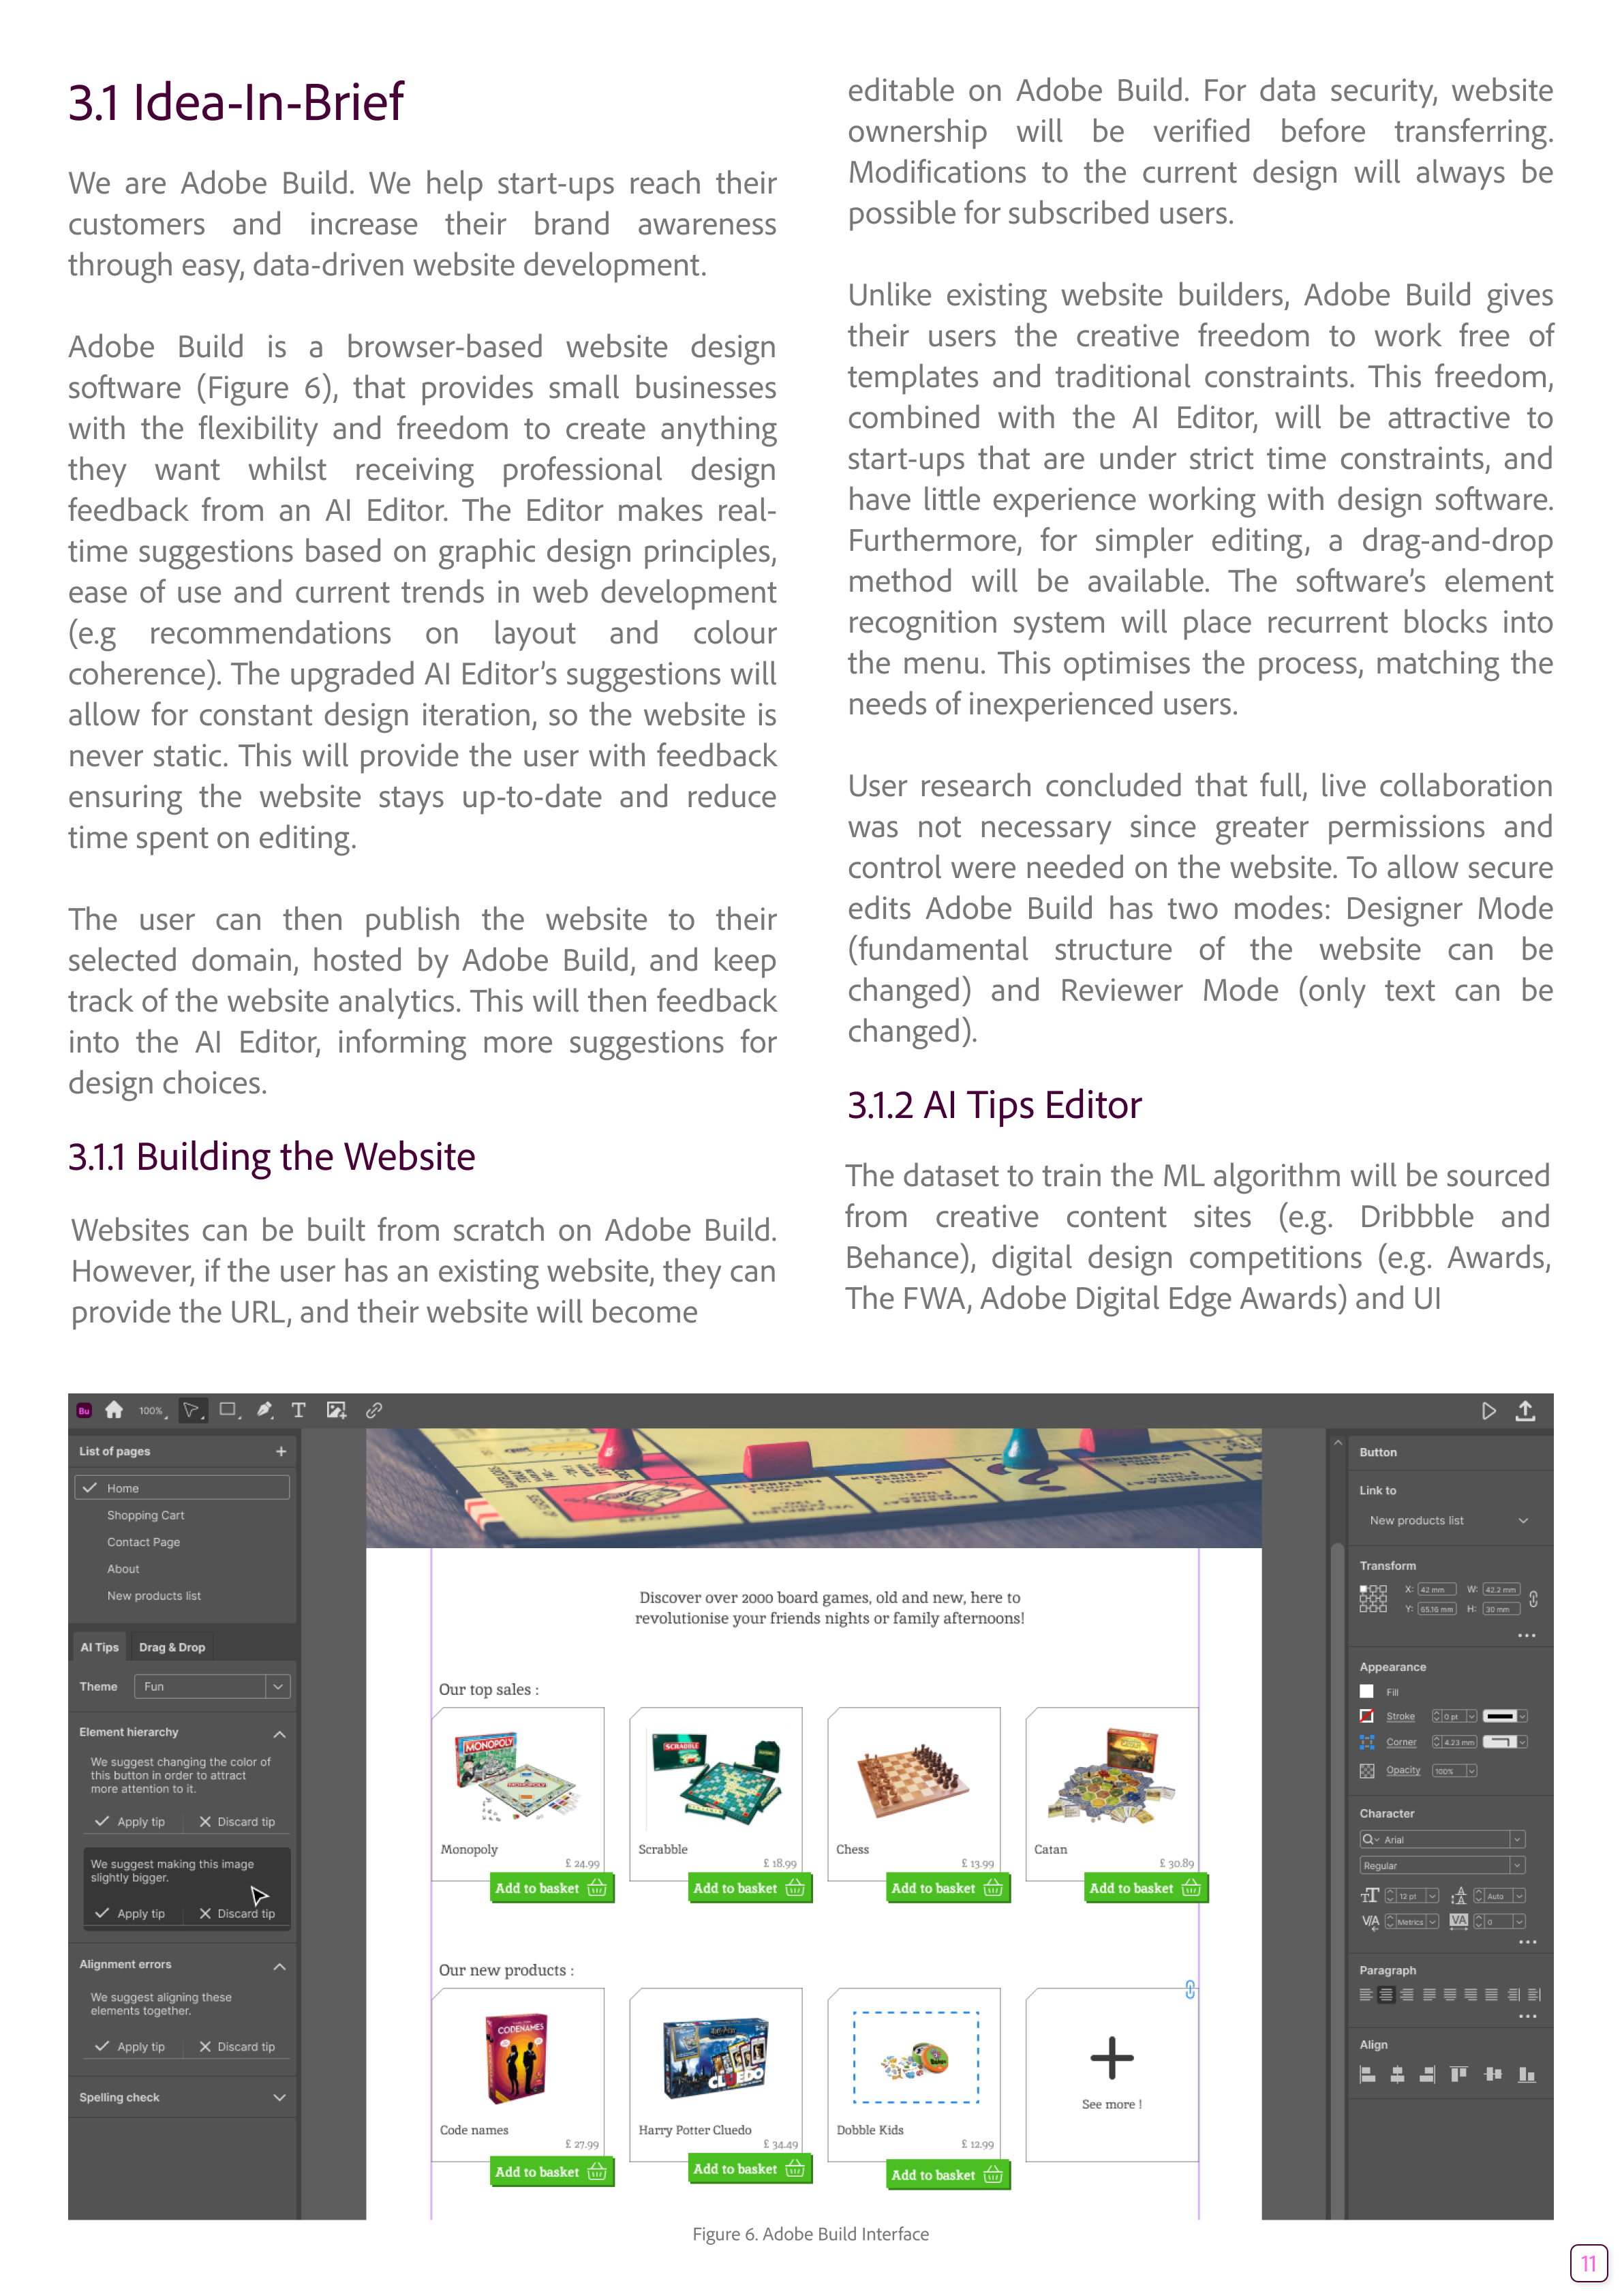 3.1 Idea-In-Brief
We are Adobe Build. We help start-ups reach their
customers and increase their brand awareness
through easy, data-driven website development.
Adobe Build is a browser-based website design
software (Figure 6), that provides small businesses
with the flexibility and freedom to create anything
they want whilst receiving professional design
feedback from an AI Editor. The Editor makes real-
time suggestions based on graphic design principles,
ease of use and current trends in web development
(e.g recommendations on layout and colour
coherence). The upgraded AI Editor’s suggestions will
allow for constant design iteration, so the website is
never static. This will provide the user with feedback
ensuring the website stays up-to-date and reduce
time spent on editing.
The user can then publish the website to their
selected domain, hosted by Adobe Build, and keep
track of the website analytics. This will then feedback
into the AI Editor, informing more suggestions for
design choices.
3.1.1 Building the Website
Websites can be built from scratch on Adobe Build.
However, if the user has an existing website, they can
provide the URL, and their website will become
editable on Adobe Build. For data security, website
ownership will be verified before transferring.
Modifications to the current design will always be
possible for subscribed users.
Unlike existing website builders, Adobe Build gives
their users the creative freedom to work free of
templates and traditional constraints. This freedom,
combined with the AI Editor, will be attractive to
start-ups that are under strict time constraints, and
have little experience working with design software.
Furthermore, for simpler editing, a drag-and-drop
method will be available. The software’s element
recognition system will place recurrent blocks into
the menu. This optimises the process, matching the
needs of inexperienced users.
User research concluded that full, live collaboration
was not necessary since greater permissions and
control were needed on the website. To allow secure
edits Adobe Build has two modes: Designer Mode
(fundamental structure of the website can be
changed) and Reviewer Mode (only text can be
changed).
3.1.2 AI Tips Editor
The dataset to train the ML algorithm will be sourced
from creative content sites (e.g. Dribbble and
Behance), digital design competitions (e.g. Awards,
The FWA, Adobe Digital Edge Awards) and UI
Bu 100% T
List of pages +
Home
Shopping Cart
Contact Page
About
New products list
AI Tips Drag & Drop
Theme Fun
Element hierarchy
We suggest changing the color of
this button in order to attract
more attention to it.
Apply tip Discard tip
We suggest making this image
slightly bigger.
Apply tip Discard tip
Alignment errors
We suggest aligning these
elements together.
Apply tip Discard tip
Spelling check
Discover over 2000 board games, old and new, here to
revolutionise your friends nights or family afternoons!
Our top sales :
MONOPOLY
MONOPOLY
SCRABBLE
Monopoly Scrabble Chess Catan
£ 24.99 £ 18.99 £ 13.99 £ 30.89
Add to basket Add to basket Add to basket Add to basket
Our new products :
CODENAMES
CLUEDO
See more !
Code names Harry Potter Cluedo Dobble Kids
£ 27.99 £ 34.49 £ 12.99
Add to basket Add to basket Add to basket
Button
Link to
New products list
Transform
X: 42 mm W: 42.2 mm
Y: 65.16 mm H: 30 mm
Appearance
Fill
Stroke 0 pt
Corner 4.23 mm
Opacity 100%
Character
Arial
Regular
12 pt Auto
V/A Metrics VA 0
Paragraph
Align
Figure 6. Adobe Build Interface
11